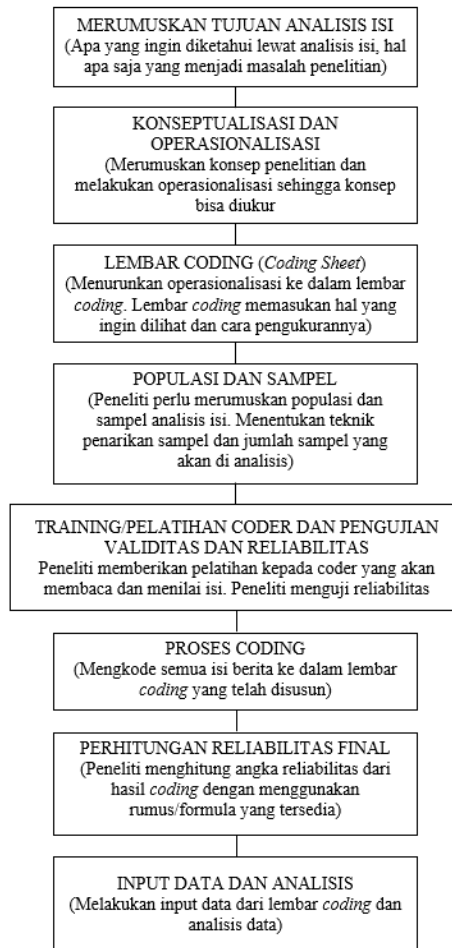 MERUMUSKAN TUJUAN ANALISIS ISI
(Apa yang ingin diketahui lewat analisis isi, hal
apa saja yang menjadi masalah penelitian)
KONSEPTUALISASI DAN
OPERASIONALISASI
(Merumuskan konsep penelitian dan
melakukan operasionalisasi sehingga konsep
bisa diukur
LEMBAR CODING (Coding Sheet)
(Menurunkan operasionalisasi ke dalam lembar
coding. Lembar coding memasukan hal yang
ingin dilihat dan cara pengukurannya)
POPULASI DAN SAMPEL
(Peneliti perlu merumuskan populasi dan
sampel analisis isi. Menentukan teknik
penarikan sampel dan jumlah sampel yang
akan di analisis)
TRAINING/PELATIHAN CODER DAN PENGUJIAN
VALIDITAS DAN RELIABILITAS
Peneliti memberikan pelatihan kepada coder yang akan
membaca dan menilai isi. Peneliti menguji reliabilitas
PROSES CODING
(Mengkode semua isi berita ke dalam lembar
coding yang telah disusun)
PERHITUNGAN RELIABILITAS FINAL
(Peneliti menghitung angka reliabilitas dari
hasil coding dengan menggunakan
rumus/formula yang tersedia)
INPUT DATA DAN ANALISIS
(Melakukan input data dari lembar coding dan
analisis data)